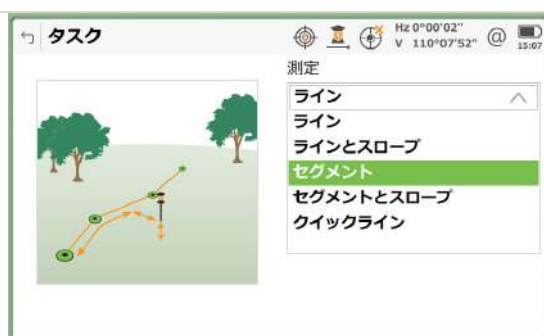 タスク
Hz 0°00'02"
V 110°07'52"
@
15:07
測定
ライン
ライン
ラインとスロープ
セグメント
セグメントとスロープ
クイックライン